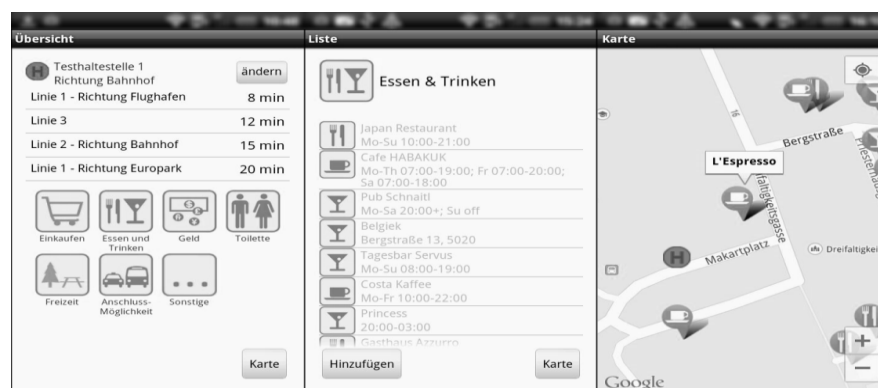 Übersicht
Testhaltestelle 1
Richtung Bahnhof
ändern
Linie 1 - Richtung Flughafen 8 min
Linie 3 12 min
Linie 2 - Richtung Bahnhof 15 min
Linie 1 - Richtung Europark 20 min
Einkaufen
Essen und
Trinken
Geld
Toilette
Freizeit
Anschluss-
Möglichkeit
Sonstige
Karte
Liste
Essen & Trinken
Japan Restaurant
Mo-Su 10:00-21:00
Cafe HABAKUK
Mo-Th 07:00-19:00; Fr 07:00-20:00;
Sa 07:00-18:00
Pub Schnaitl
Mo-Sa 20:00+; Su off
Belgiek
Bergstraße 13, 5020
Tagesbar Servus
Mo-Su 08:00-19:00
Costa Kaffee
Mo-Fr 10:00-22:00
Princess
20:00-03:00
Gasthaus Azzurro
Hinzufügen
Karte
Karte
16
Bergstraße
L'Espresso
H
Makartplatz
Dreifaltigkei
+
−
Google